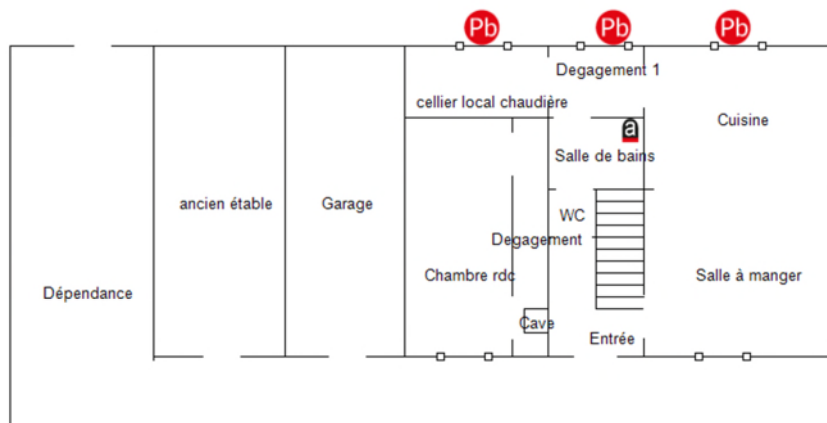 Pb
Pb
Pb
Degagement 1
cellier local chaudière
Cuisine
a
Salle de bains
ancien étable
Garage
WC
Degagement
Chambre rdc
Salle à manger
Dépendance
Cave
Entrée